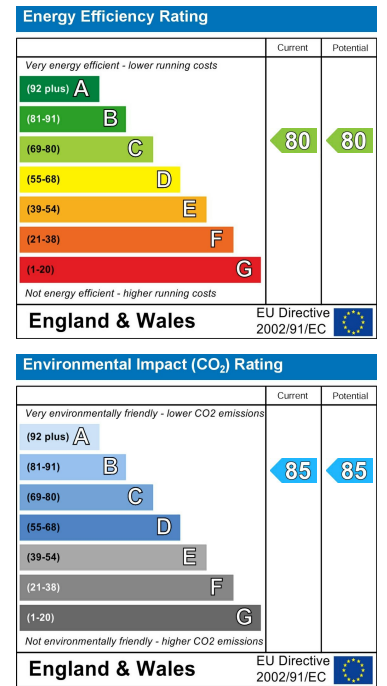 Energy Efficiency Rating
Current Potential
Very energy efficient - lower running costs
(92 plus) A
(81-91) B
(69-80) C
80 80
(55-68) D
(39-54) E
(21-38) F
(1-20) G
Not energy efficient - higher running costs
England & Wales
EU Directive
2002/91/EC
Environmental Impact (CO₂) Rating
Current Potential
Very environmentally friendly - lower CO2 emissions
(92 plus) A
(81-91) B
85 85
(69-80) C
(55-68) D
(39-54) E
(21-38) F
(1-20) G
Not environmentally friendly - higher CO2 emissions
England & Wales
EU Directive
2002/91/EC